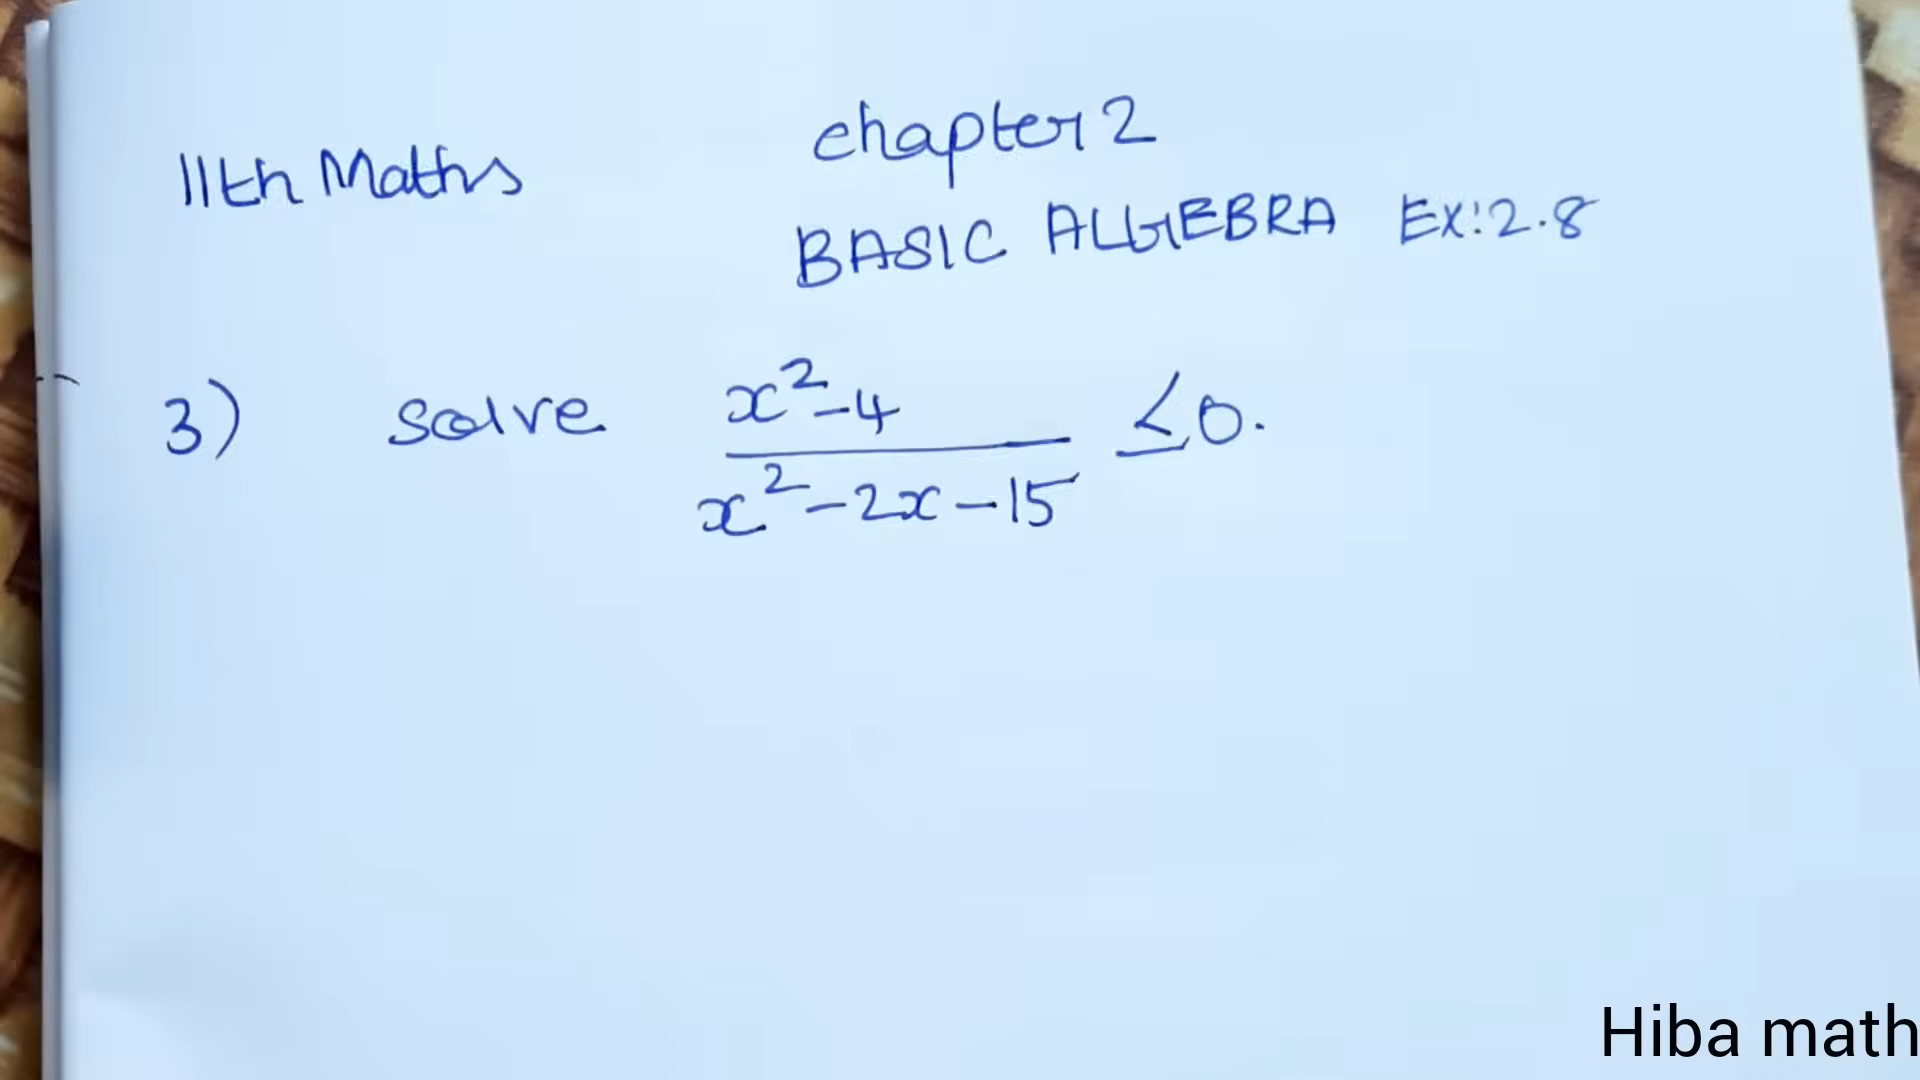 11th Maths
chapter 2
BASIC ALGEBRA EX: 2.8
3) solve x²-4 / x²-2x-15 ≤0.
Hiba math